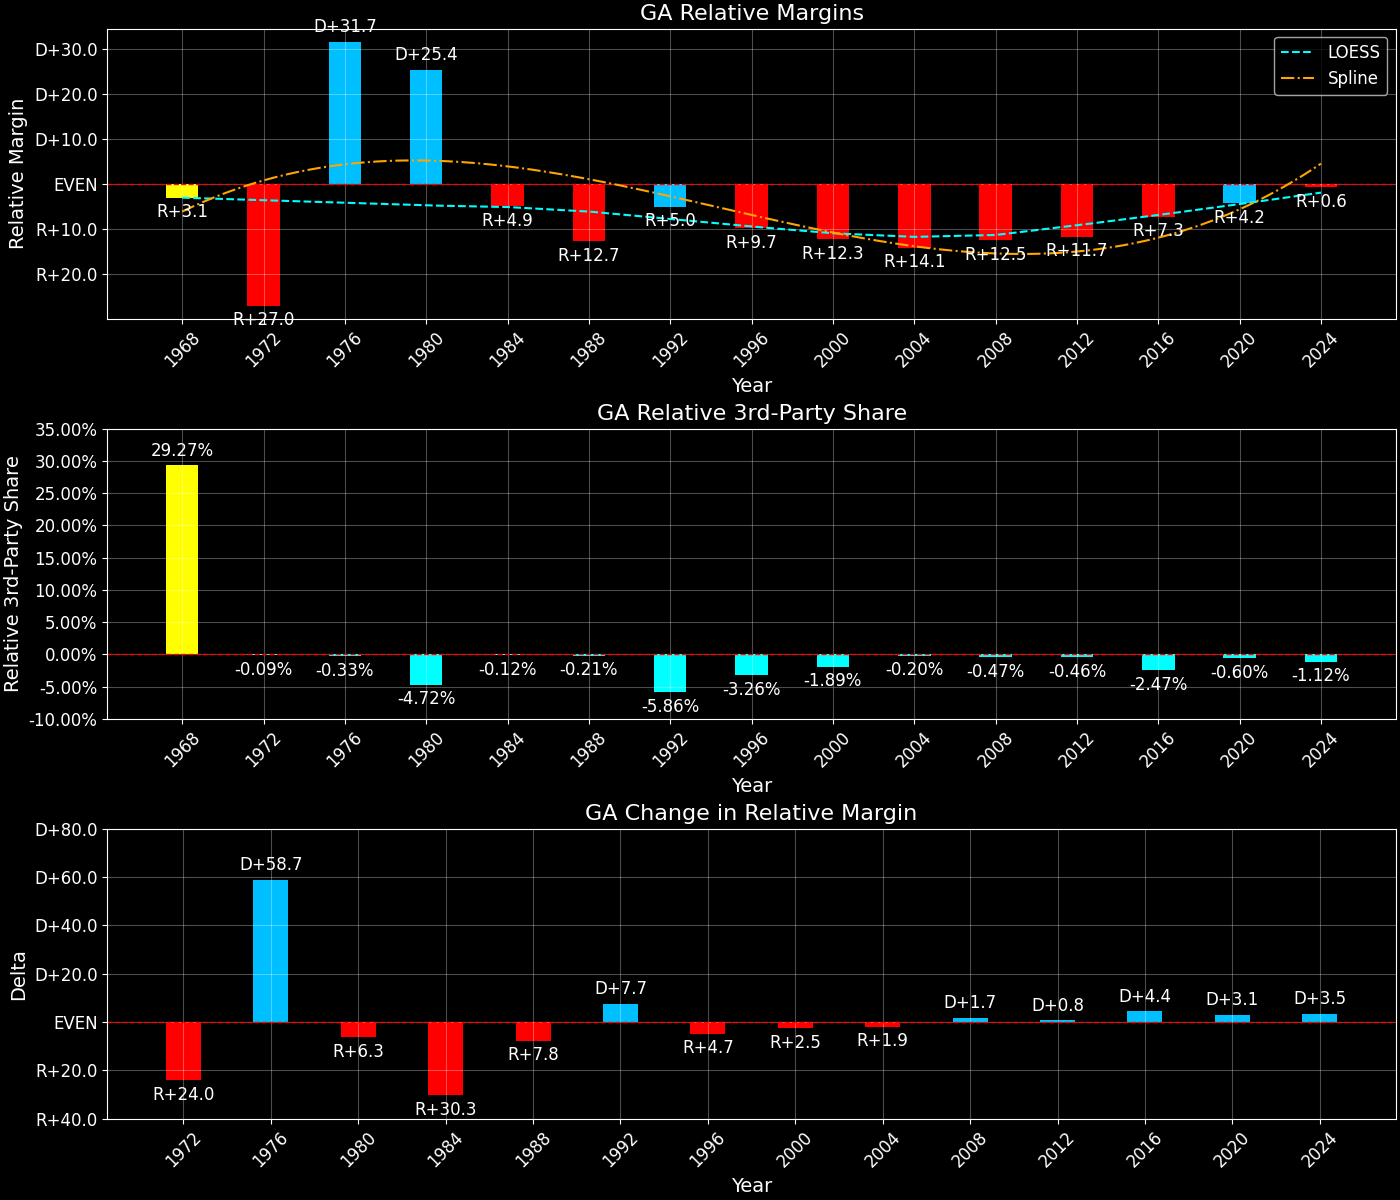 GA Relative Margins
Relative Margin
D+30.0
D+20.0
D+10.0
EVEN
R+10.0
R+20.0
R+3.1
R+27.0
D+31.7
D+25.4
R+4.9
R+12.7
R+5.0
R+9.7
R+12.3
R+14.1
R+12.5
R+11.7
R+7.3
R+4.2
R+0.6
LOESS
Spline
1968 1972 1976 1980 1984 1988 1992 1996 2000 2004 2008 2012 2016 2020 2024
Year
GA Relative 3rd-Party Share
Relative 3rd-Party Share
35.00%
30.00%
25.00%
20.00%
15.00%
10.00%
5.00%
0.00%
-5.00%
-10.00%
29.27%
-0.09%
-0.33%
-4.72%
-0.12%
-0.21%
-5.86%
-3.26%
-1.89%
-0.20%
-0.47%
-0.46%
-2.47%
-0.60%
-1.12%
1968 1972 1976 1980 1984 1988 1992 1996 2000 2004 2008 2012 2016 2020 2024
Year
GA Change in Relative Margin
Delta
D+80.0
D+60.0
D+40.0
D+20.0
EVEN
R+20.0
R+40.0
R+24.0
D+58.7
R+6.3
R+30.3
R+7.8
D+7.7
R+4.7
R+2.5
R+1.9
D+1.7
D+0.8
D+4.4
D+3.1
D+3.5
1972 1976 1980 1984 1988 1992 1996 2000 2004 2008 2012 2016 2020 2024
Year